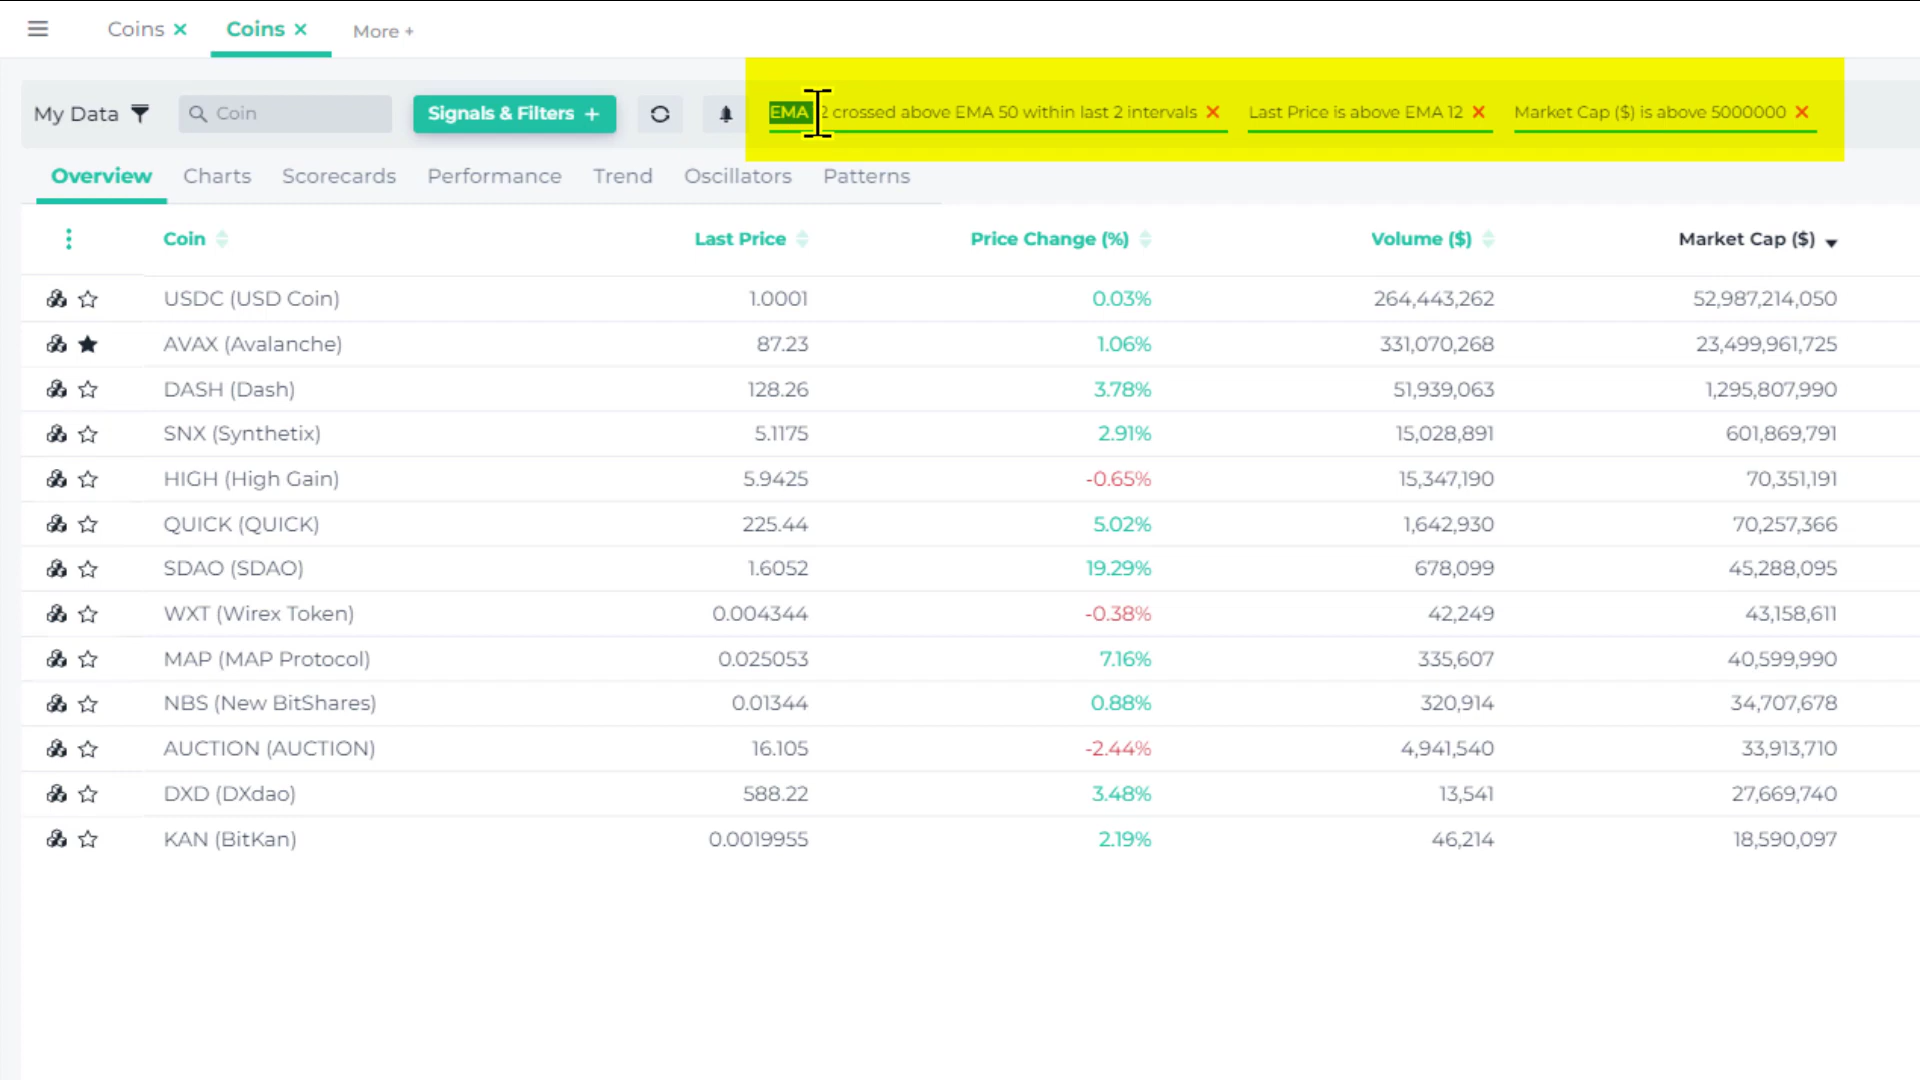 Coins × Coins × More +
My Data Coin Signals & Filters + EMA 2 crossed above EMA 50 within last 2 intervals × Last Price is above EMA 12 × Market Cap ($) is above 5000000 ×
Overview Charts Scorecards Performance Trend Oscillators Patterns
Coin Last Price Price Change (%) Volume ($) Market Cap ($)
USDC (USD Coin) 1.0001 0.03% 264,443,262 52,987,214,050
AVAX (Avalanche) 87.23 1.06% 331,070,268 23,499,961,725
DASH (Dash) 128.26 3.78% 51,939,063 1,295,807,990
SNX (Synthetix) 5.1175 2.91% 15,028,891 601,869,791
HIGH (High Gain) 5.9425 -0.65% 15,347,190 70,351,191
QUICK (QUICK) 225.44 5.02% 1,642,930 70,257,366
SDAO (SDAO) 1.6052 19.29% 678,099 45,288,095
WXT (Wirex Token) 0.004344 -0.38% 42,249 43,158,611
MAP (MAP Protocol) 0.025053 7.16% 335,607 40,599,990
NBS (New BitShares) 0.01344 0.88% 320,914 34,707,678
AUCTION (AUCTION) 16.105 -2.44% 4,941,540 33,913,710
DXD (DXdao) 588.22 3.48% 13,541 27,669,740
KAN (BitKan) 0.0019955 2.19% 46,214 18,590,097